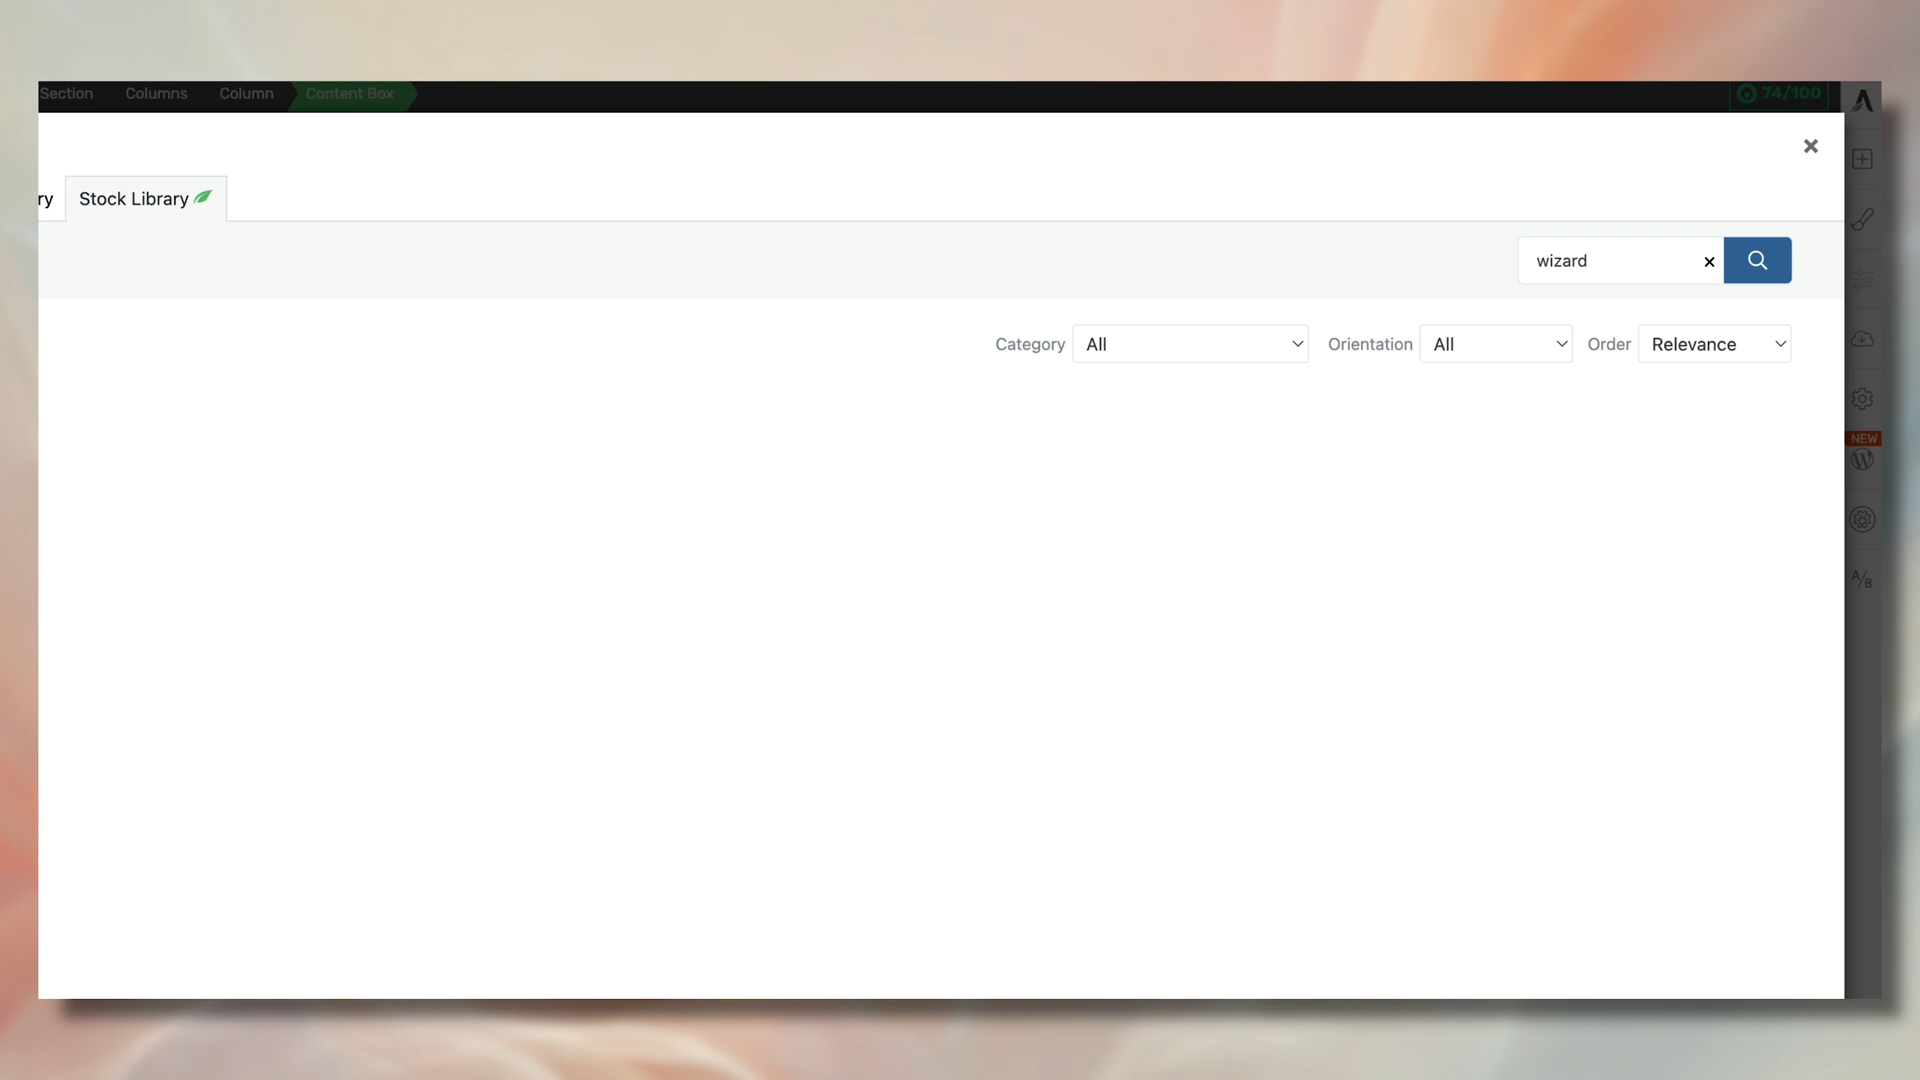 Section Columns Column Content Box 74/100
ry Stock Library
wizard
Category All Orientation All Order Relevance
NEW
A/B